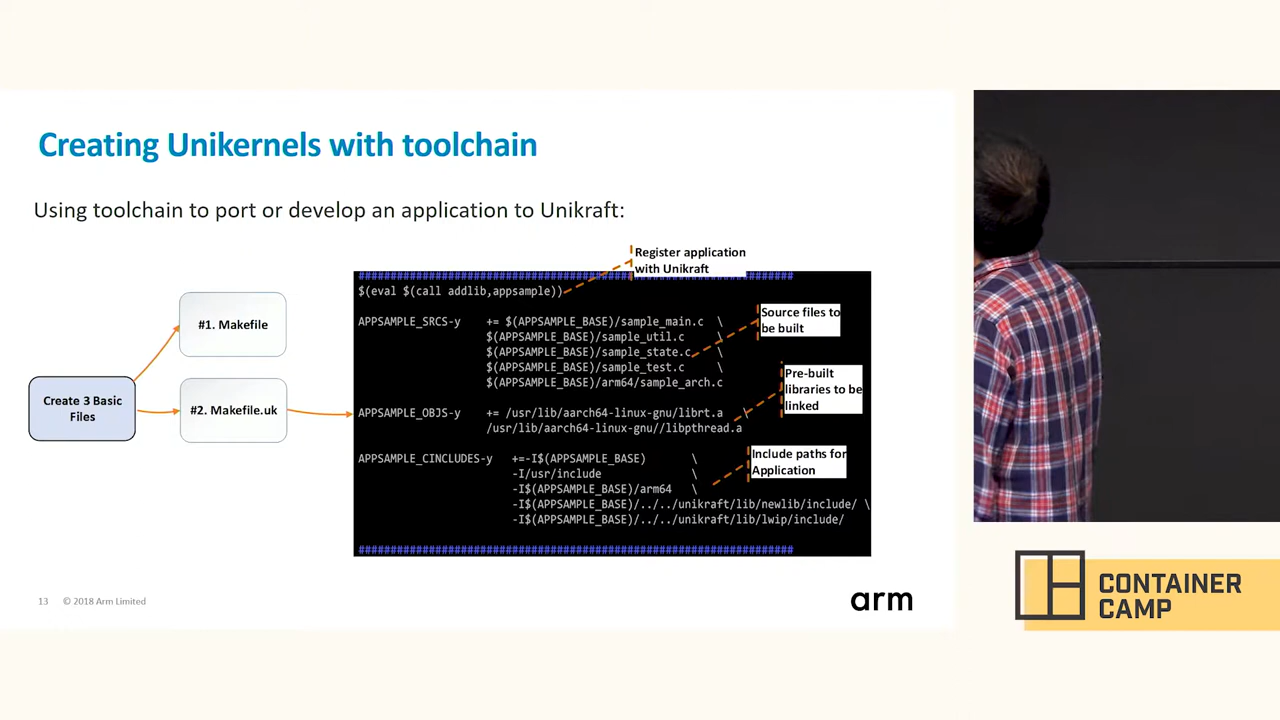 Creating Unikernels with toolchain
Using toolchain to port or develop an application to Unikraft:
Create 3 Basic
Files
#1. Makefile
#2. Makefile.uk
Register application
with Unikraft
###################################################################
$(eval $(call addlib,appsample))
APPSAMPLE_SRCS-y += $(APPSAMPLE_BASE)/sample_main.c \
$(APPSAMPLE_BASE)/sample_util.c \
$(APPSAMPLE_BASE)/sample_state.c \
$(APPSAMPLE_BASE)/sample_test.c \
$(APPSAMPLE_BASE)/arm64/sample_arch.c
Source files to
be built
APPSAMPLE_OBJS-y += /usr/lib/aarch64-linux-gnu/librt.a \
/usr/lib/aarch64-linux-gnu//libpthread.a
Pre-built
libraries to be
linked
APPSAMPLE_CINCLUDES-y +=-I$(APPSAMPLE_BASE) \
-I/usr/include \
-I$(APPSAMPLE_BASE)/arm64 \
-I$(APPSAMPLE_BASE)/../../unikraft/lib/newlib/include/ \
-I$(APPSAMPLE_BASE)/../../unikraft/lib/lwip/include/
Include paths for
Application
###################################################################
13 © 2018 Arm Limited
arm
CONTAINER
CAMP